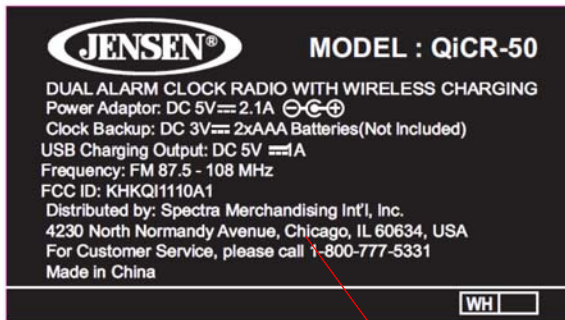 JENSEN®
MODEL : QiCR-50
DUAL ALARM CLOCK RADIO WITH WIRELESS CHARGING
Power Adaptor: DC 5V⎓ 2.1A ⊖-C-⊕
Clock Backup: DC 3V⎓ 2xAAA Batteries(Not Included)
USB Charging Output: DC 5V ⎓1A
Frequency: FM 87.5 - 108 MHz
FCC ID: KHKQI1110A1
Distributed by: Spectra Merchandising Int'l, Inc.
4230 North Normandy Avenue, Chicago, IL 60634, USA
For Customer Service, please call 1-800-777-5331
Made in China
WH